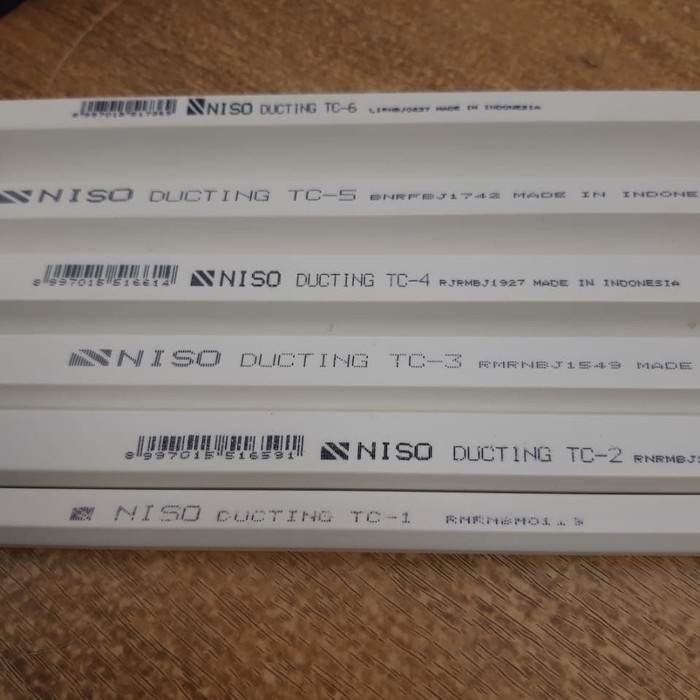 NISO DUCTING TC-6 MADE IN INDONESIA
NISO DUCTING TC-5 BNRFBJ1742 MADE IN INDONE
8 997015 516614 NISO DUCTING TC-4 RJRMBJ1927 MADE IN INDONESIA
NISO DUCTING TC-3 RMRNBJ1549 MADE
8 997015 516591 NISO DUCTING TC-2 RNRMBJ
NISO DUCTING TC-1